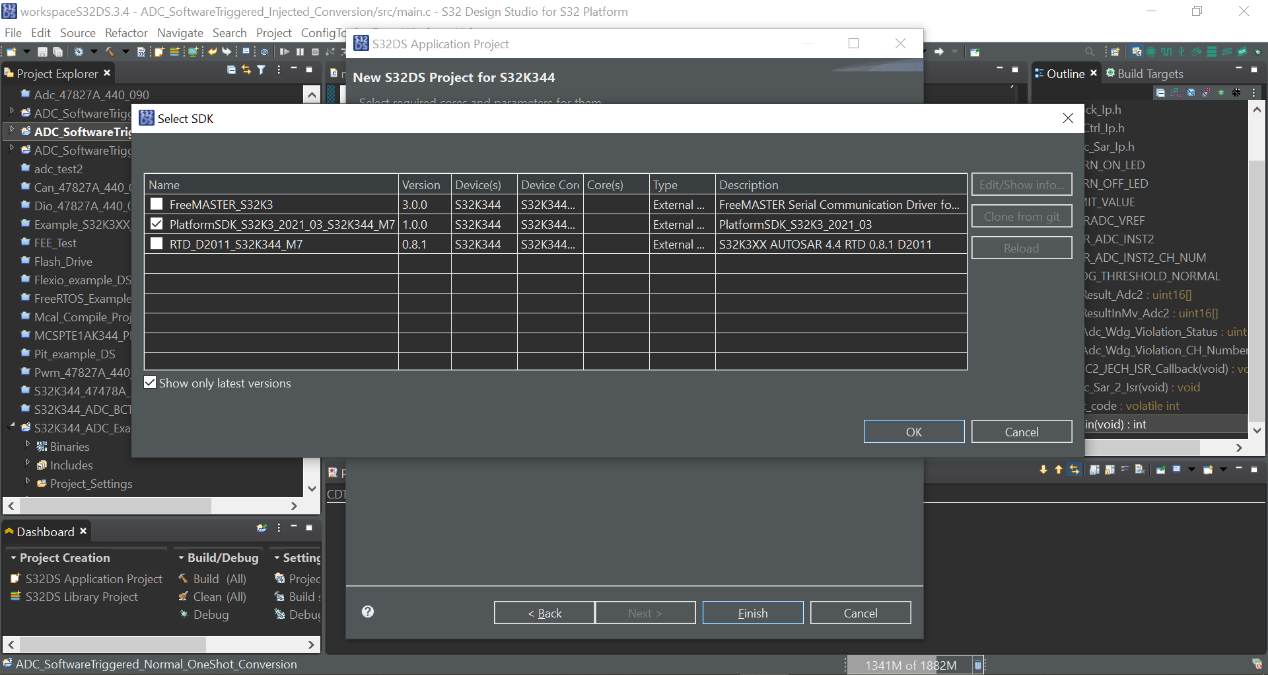 workspaceS32DS.3.4 - ADC_SoftwareTriggered_Injected_Conversion/src/main.c - S32 Design Studio for S32 Platform
File Edit Source Refactor Navigate Search Project ConfigTo
S32DS Application Project
New S32DS Project for S32K344
Select required cores and parameters for them
Project Explorer
Adc_47827A_440_090
ADC_SoftwareTrigg
ADC_SoftwareTrig
ADC_SoftwareTrigg
adc_test2
Can_47827A_440_
Dio_47827A_440_
Example_S32K3XX
FEE_Test
Flash_Drive
Flexio_example_DS
FreeRTOS_Example
Mcal_Compile_Proj
MCSPTE1AK344_P
Pit_example_DS
Pwm_47827A_440_
S32K344_47478A_
S32K344_ADC_BCT
S32K344_ADC_Exa
Binaries
Includes
Project_Settings
Select SDK
Name Version Device(s) Device Core Core(s) Type Description
FreeMASTER_S32K3 3.0.0 S32K344 S32K344... External ... FreeMASTER Serial Communication Driver fo...
PlatformSDK_S32K3_2021_03_S32K344_M7 1.0.0 S32K344 S32K344... External ... PlatformSDK_S32K3_2021_03
RTD_D2011_S32K344_M7 0.8.1 S32K344 S32K344... External ... S32K3XX AUTOSAR 4.4 RTD 0.8.1 D2011
Edit/Show info...
Clone from git
Reload
Show only latest versions
OK Cancel
Outline Build Targets
ck_Ip.h
Ctrl_Ip.h
c_Sar_Ip.h
RN_ON_LED
RN_OFF_LED
MIT_VALUE
RADC_VREF
R_ADC_INST2
R_ADC_INST2_CH_NUM
DG_THRESHOLD_NORMAL
Result_Adc2 : uint16[]
ResultInMv_Adc2 : uint16[]
Adc_Wdg_Violation_Status : uint
Adc_Wdg_Violation_CH_Number
C2_JECH_ISR_Callback(void) : vo
c_Sar_2_Isr(void) : void
t_code : volatile int
in(void) : int
CDT
Dashboard
Project Creation
S32DS Application Project
S32DS Library Project
Build/Debug
Build (All)
Clean (All)
Debug
Setting
Projec
Build s
Debu
< Back Next > Finish Cancel
ADC_SoftwareTriggered_Normal_OneShot_Conversion
1341M of 1882M